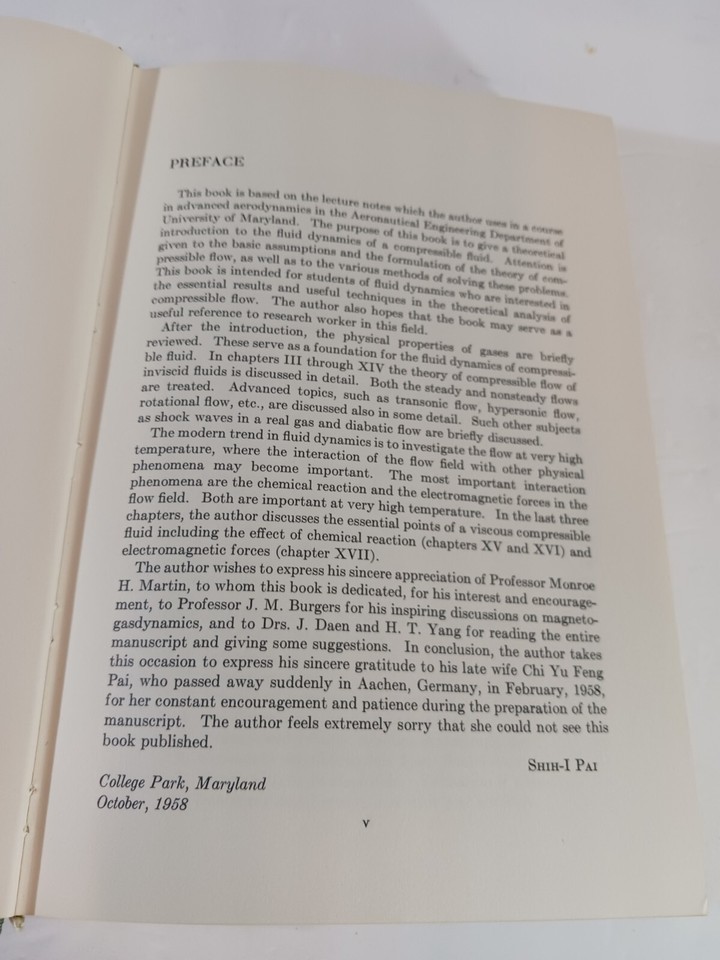 PREFACE
This book is based on the lecture notes which the author uses in a course
in advanced aerodynamics in the Aeronautical Engineering Department of
University of Maryland. The purpose of this book is to give a theoretical
introduction to the fluid dynamics of a compressible fluid. Attention is
given to the basic assumptions and the formulation of the theory of com-
pressible flow, as well as to the various methods of solving these problems.
This book is intended for students of fluid dynamics who are interested in
the essential results and useful techniques in the theoretical analysis of
compressible flow. The author also hopes that the book may serve as a
useful reference to research worker in this field.
After the introduction, the physical properties of gases are briefly
reviewed. These serve as a foundation for the fluid dynamics of compressi-
ble fluid. In chapters III through XIV the theory of compressible flow of
inviscid fluids is discussed in detail. Both the steady and nonsteady flows
are treated. Advanced topics, such as transonic flow, hypersonic flow,
rotational flow, etc., are discussed also in some detail. Such other subjects
as shock waves in a real gas and diabatic flow are briefly discussed.
The modern trend in fluid dynamics is to investigate the flow at very high
temperature, where the interaction of the flow field with other physical
phenomena may become important. The most important interaction
phenomena are the chemical reaction and the electromagnetic forces in the
flow field. Both are important at very high temperature. In the last three
chapters, the author discusses the essential points of a viscous compressible
fluid including the effect of chemical reaction (chapters XV and XVI) and
electromagnetic forces (chapter XVII).
The author wishes to express his sincere appreciation of Professor Monroe
H. Martin, to whom this book is dedicated, for his interest and encourage-
ment, to Professor J. M. Burgers for his inspiring discussions on magneto-
gasdynamics, and to Drs. J. Daen and H. T. Yang for reading the entire
manuscript and giving some suggestions. In conclusion, the author takes
this occasion to express his sincere gratitude to his late wife Chi Yu Feng
Pai, who passed away suddenly in Aachen, Germany, in February, 1958,
for her constant encouragement and patience during the preparation of the
manuscript. The author feels extremely sorry that she could not see this
book published.
SHIH-I PAI
College Park, Maryland
October, 1958
v